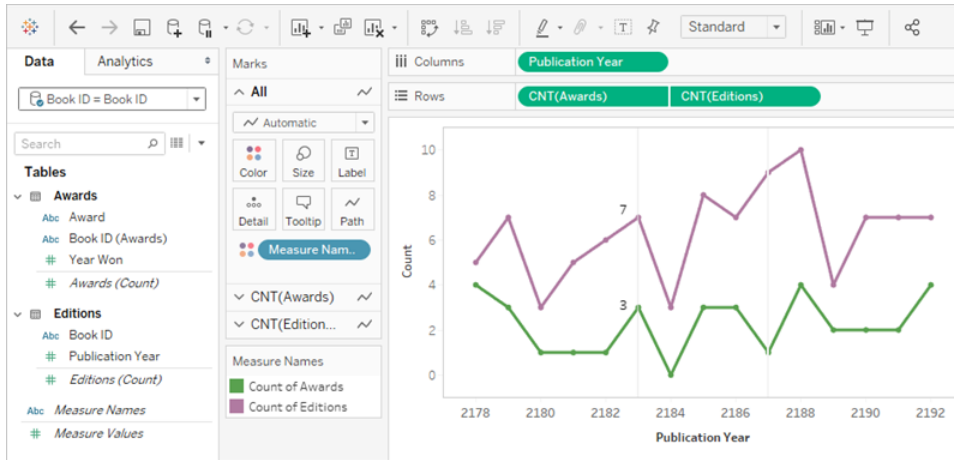 Standard
Data
Analytics
Book ID = Book ID
Search
Tables
Awards
Abc Award
Abc Book ID (Awards)
# Year Won
# Awards (Count)
Editions
Abc Book ID
# Publication Year
# Editions (Count)
Abc Measure Names
# Measure Values
Marks
All
Automatic
Color Size Label
Detail Tooltip Path
Measure Nam..
CNT(Awards)
CNT(Edition...
Measure Names
Count of Awards
Count of Editions
Columns
Publication Year
Rows
CNT(Awards) CNT(Editions)
10
8
6
4
2
0
Count
7
3
2178 2180 2182 2184 2186 2188 2190 2192
Publication Year